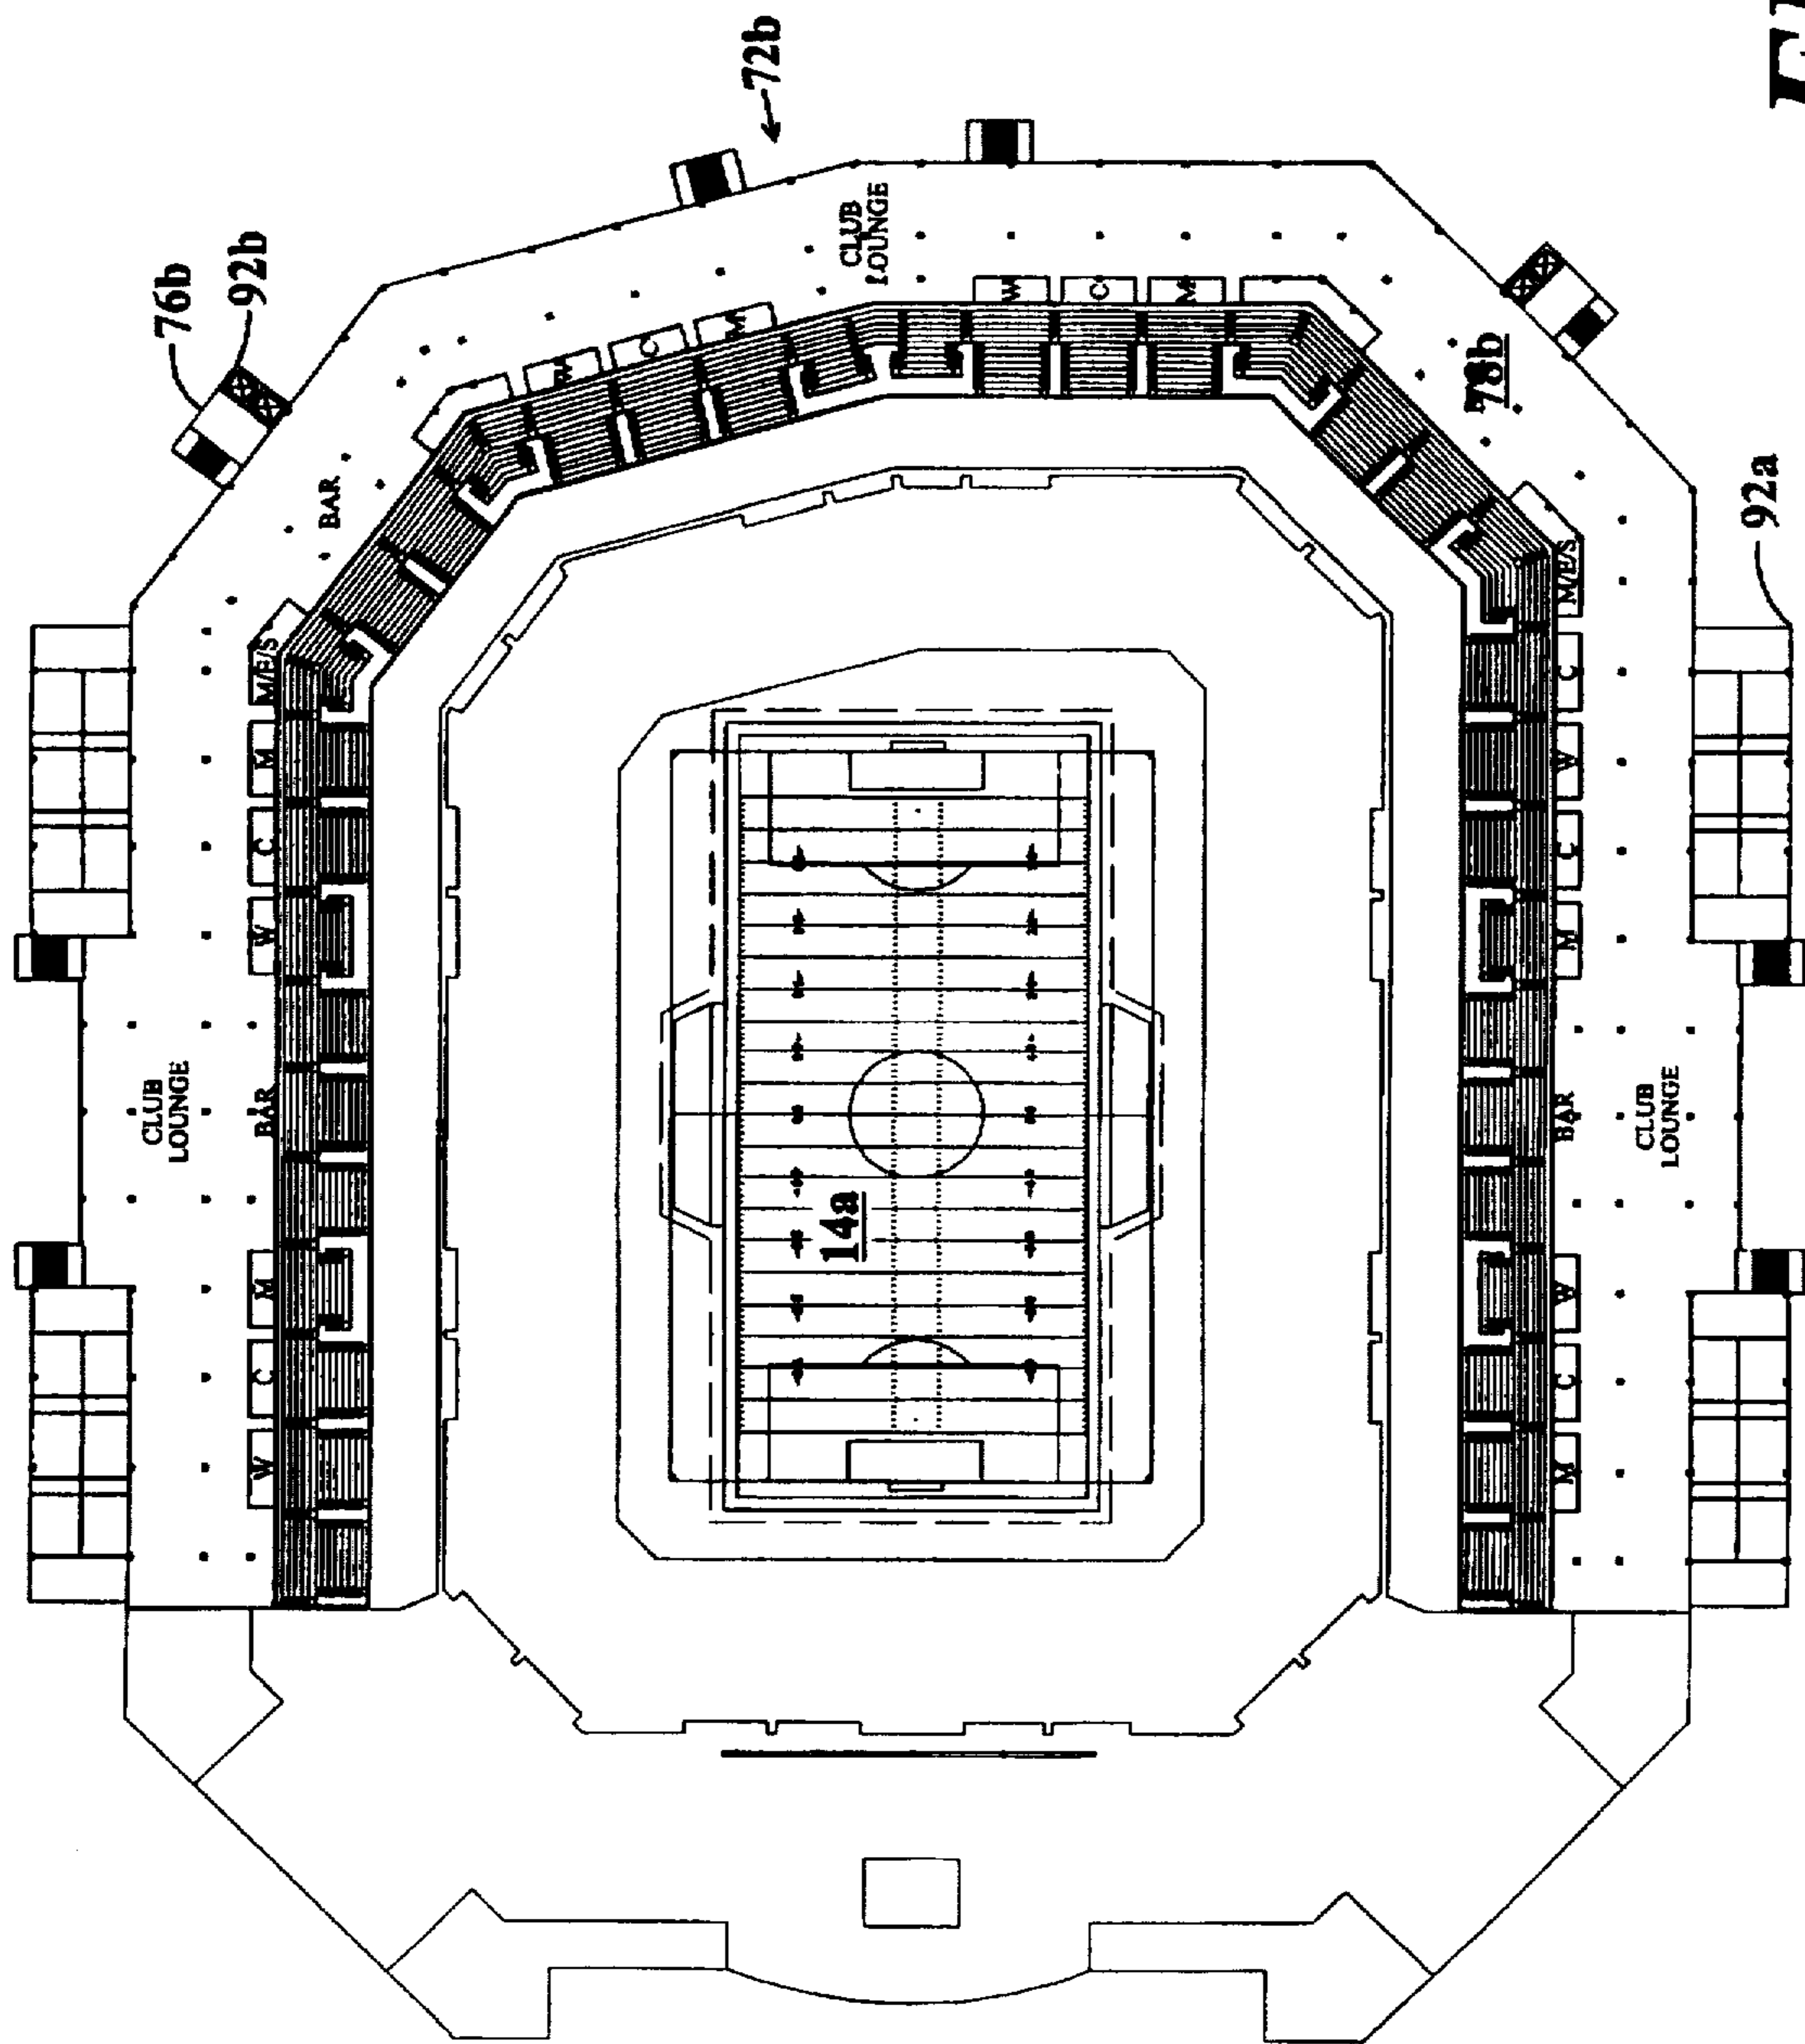 CLUB
LOUNGE
76b
92b
W C M BAR W C M M/E/S
BAR
W
C
M
72b
14a
CLUB
LOUNGE
W
C
M
78b
M C W BAR M C W C M/E/S
CLUB
LOUNGE
92a